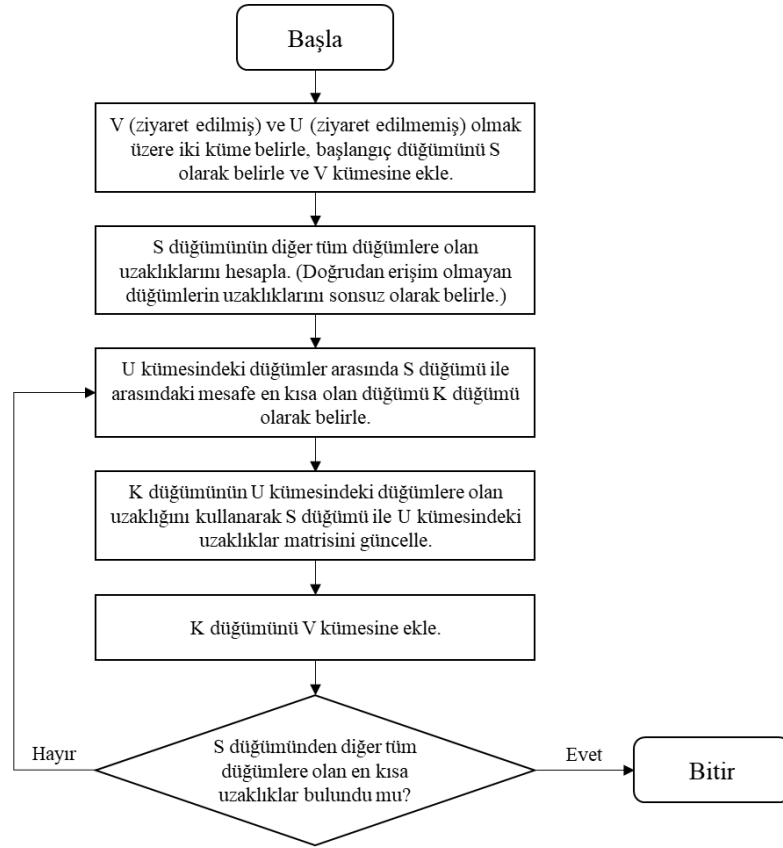 Başla
V (ziyaret edilmiş) ve U (ziyaret edilmemiş) olmak
üzere iki küme belirle, başlangıç düğümünü S
olarak belirle ve V kümesine ekle.
S düğümünün diğer tüm düğümlere olan
uzaklıklarını hesapla. (Doğrudan erişim olmayan
düğümlerin uzaklıklarını sonsuz olarak belirle.)
U kümesindeki düğümler arasında S düğümü ile
arasındaki mesafe en kısa olan düğümü K düğümü
olarak belirle.
K düğümünün U kümesindeki düğümlere olan
uzaklığını kullanarak S düğümü ile U kümesindeki
uzaklıklar matrisini güncelle.
K düğümünü V kümesine ekle.
Hayır
S düğümünden diğer tüm
düğümlere olan en kısa
uzaklıklar bulundu mu?
Evet
Bitir